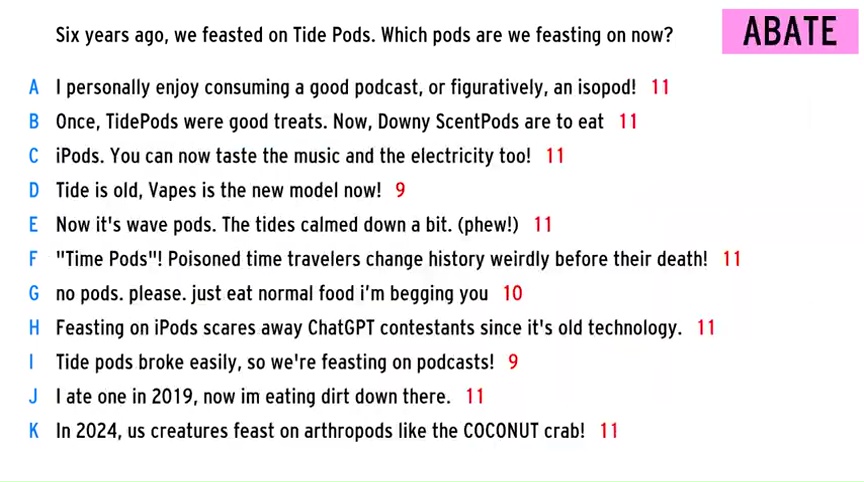 Six years ago, we feasted on Tide Pods. Which pods are we feasting on now?
ABATE
A I personally enjoy consuming a good podcast, or figuratively, an isopod! 11
B Once, TidePods were good treats. Now, Downy ScentPods are to eat 11
C iPods. You can now taste the music and the electricity too! 11
D Tide is old, Vapes is the new model now! 9
E Now it's wave pods. The tides calmed down a bit. (phew!) 11
F "Time Pods"! Poisoned time travelers change history weirdly before their death! 11
G no pods. please. just eat normal food i'm begging you 10
H Feasting on iPods scares away ChatGPT contestants since it's old technology. 11
I Tide pods broke easily, so we're feasting on podcasts! 9
J I ate one in 2019, now im eating dirt down there. 11
K In 2024, us creatures feast on arthropods like the COCONUT crab! 11